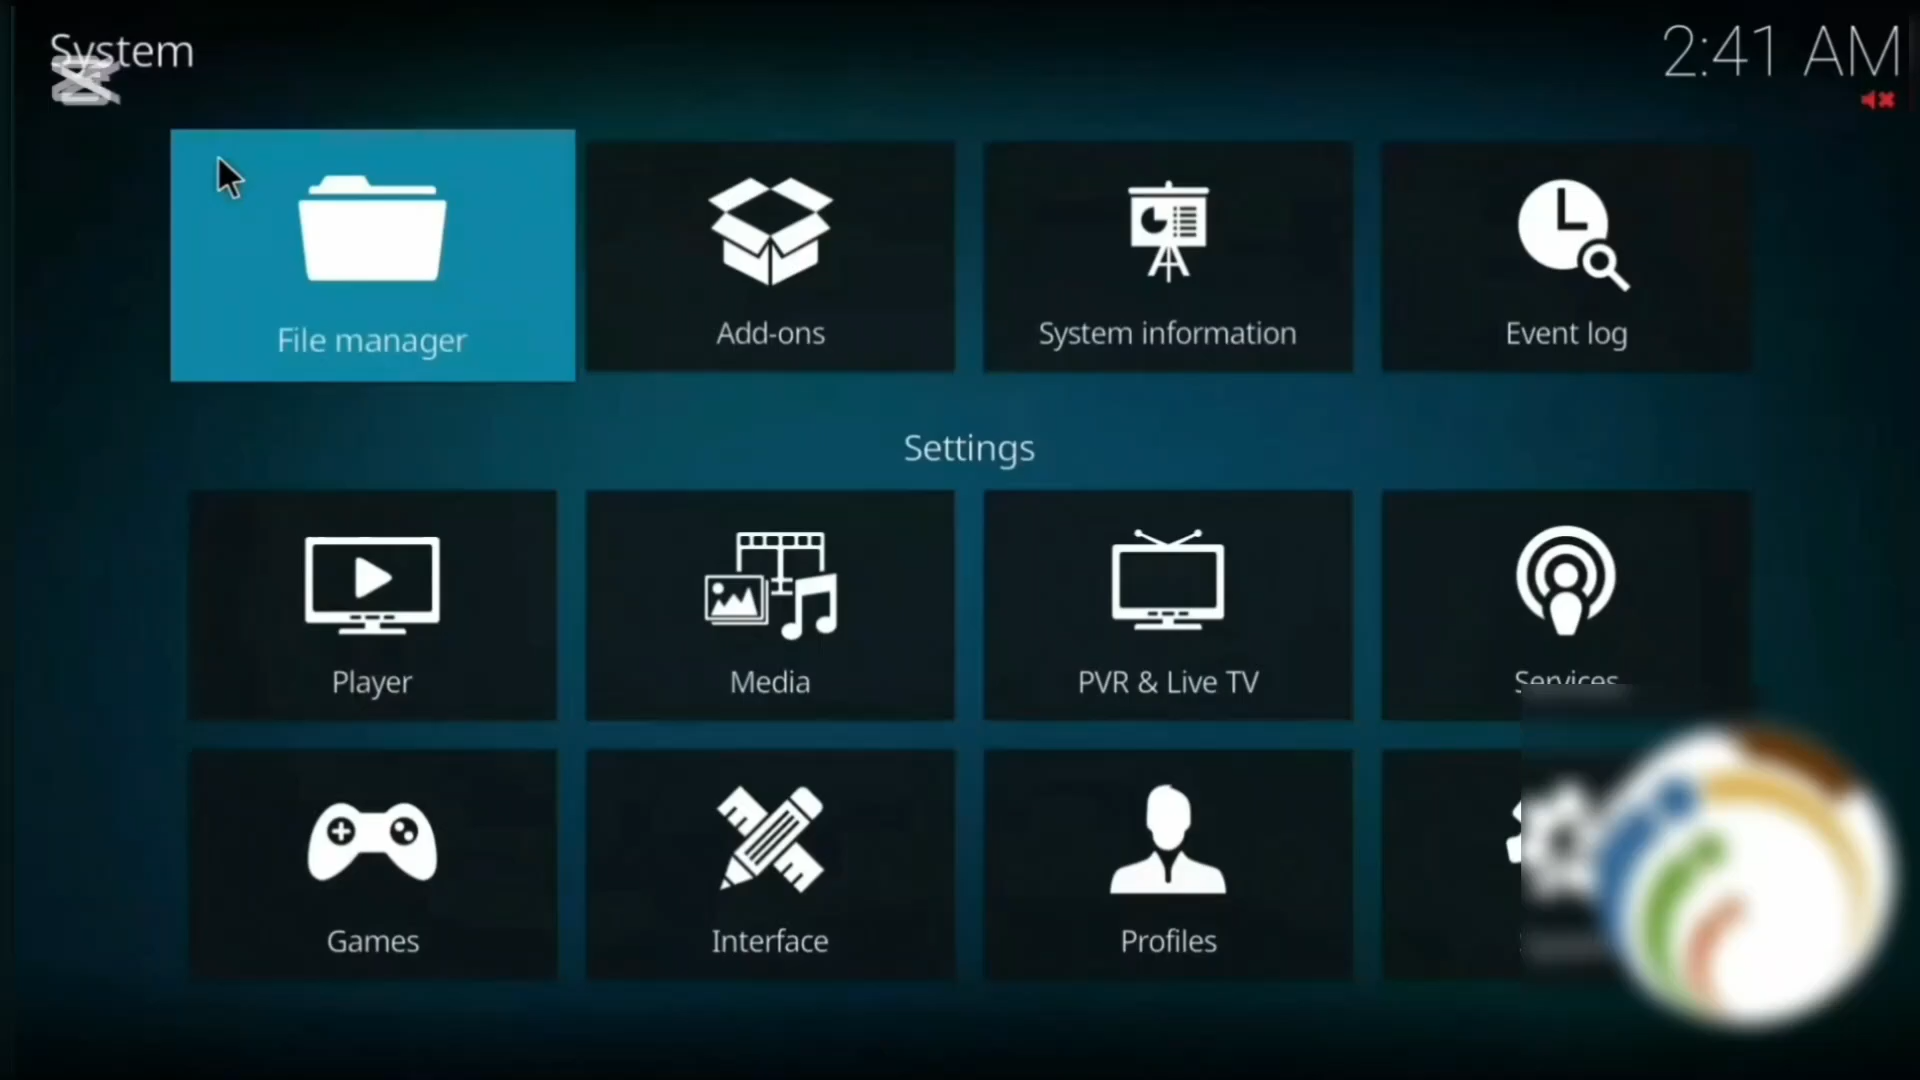 System
2:41 AM
File manager
Add-ons
System information
Event log
Settings
Player
Media
PVR & Live TV
Services
Games
Interface
Profiles